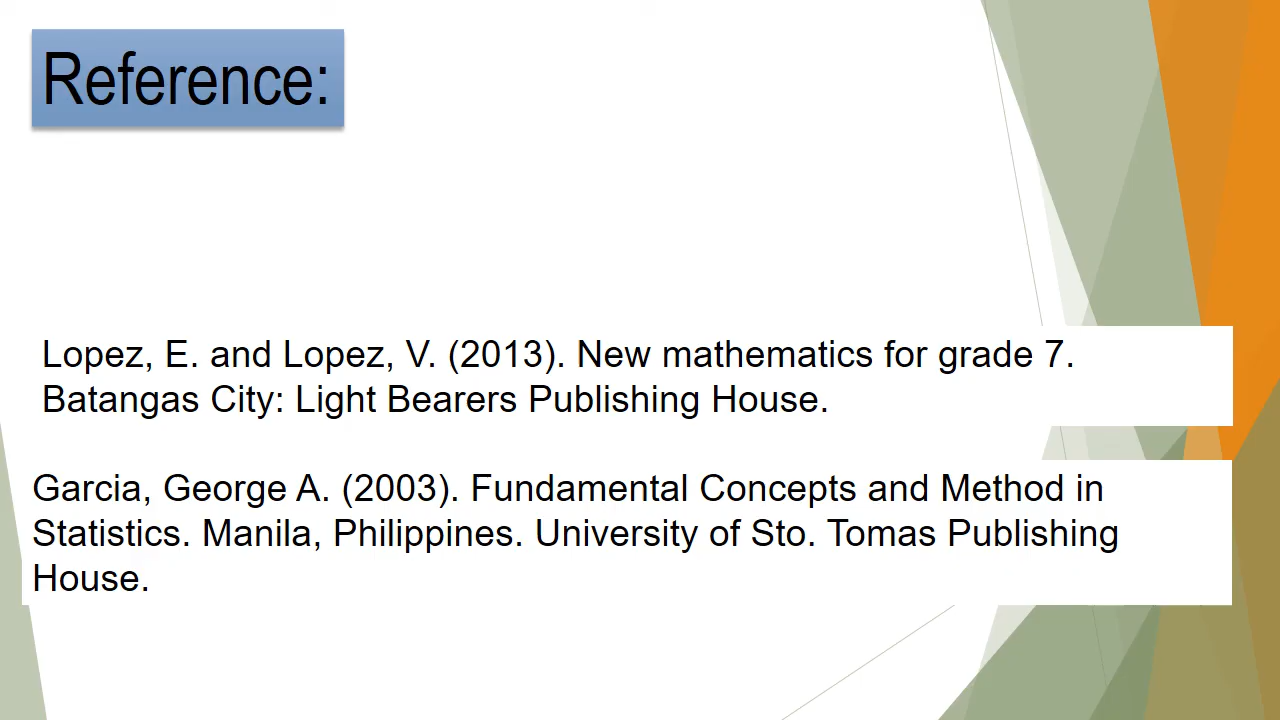 Reference:
Lopez, E. and Lopez, V. (2013). New mathematics for grade 7.
Batangas City: Light Bearers Publishing House.
Garcia, George A. (2003). Fundamental Concepts and Method in
Statistics. Manila, Philippines. University of Sto. Tomas Publishing
House.